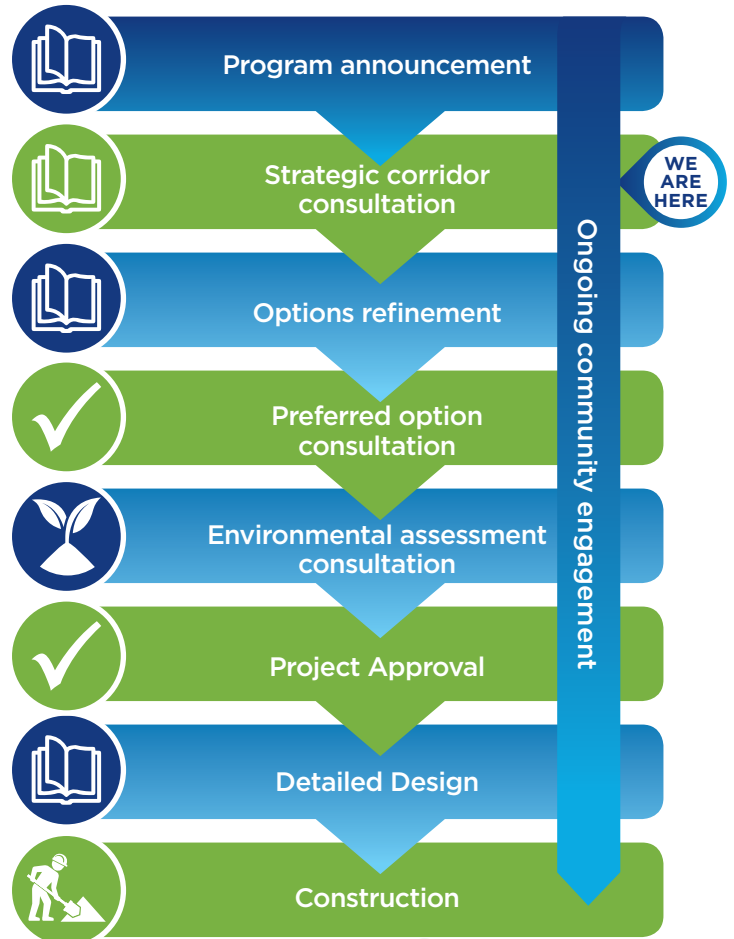 Program announcement
Strategic corridor
consultation
WE
ARE
HERE
Options refinement
Preferred option
consultation
Environmental assessment
consultation
Project Approval
Detailed Design
Construction
Ongoing community engagement